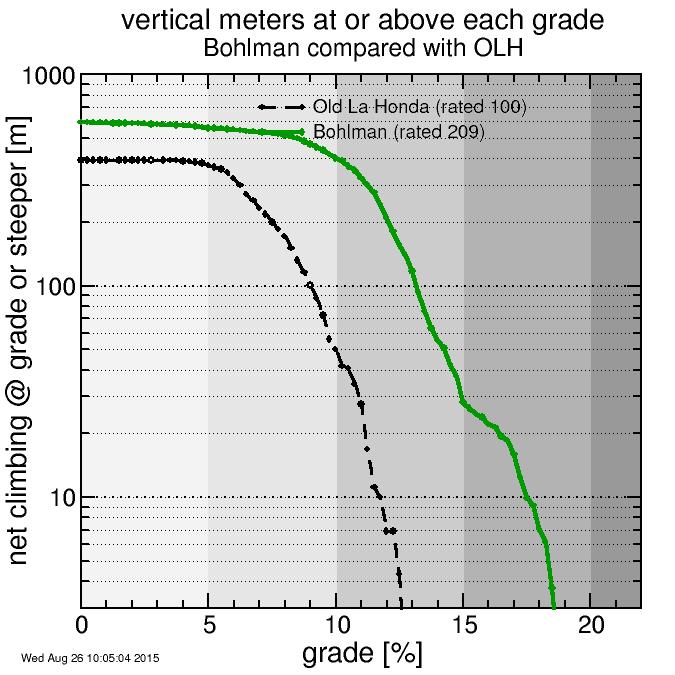 vertical meters at or above each grade
Bohlman compared with OLH
1000
Old La Honda (rated 100)
Bohlman (rated 209)
net climbing @ grade or steeper [m]
100
10
0 5 10 15 20
grade [%]
Wed Aug 26 10:05:04 2015